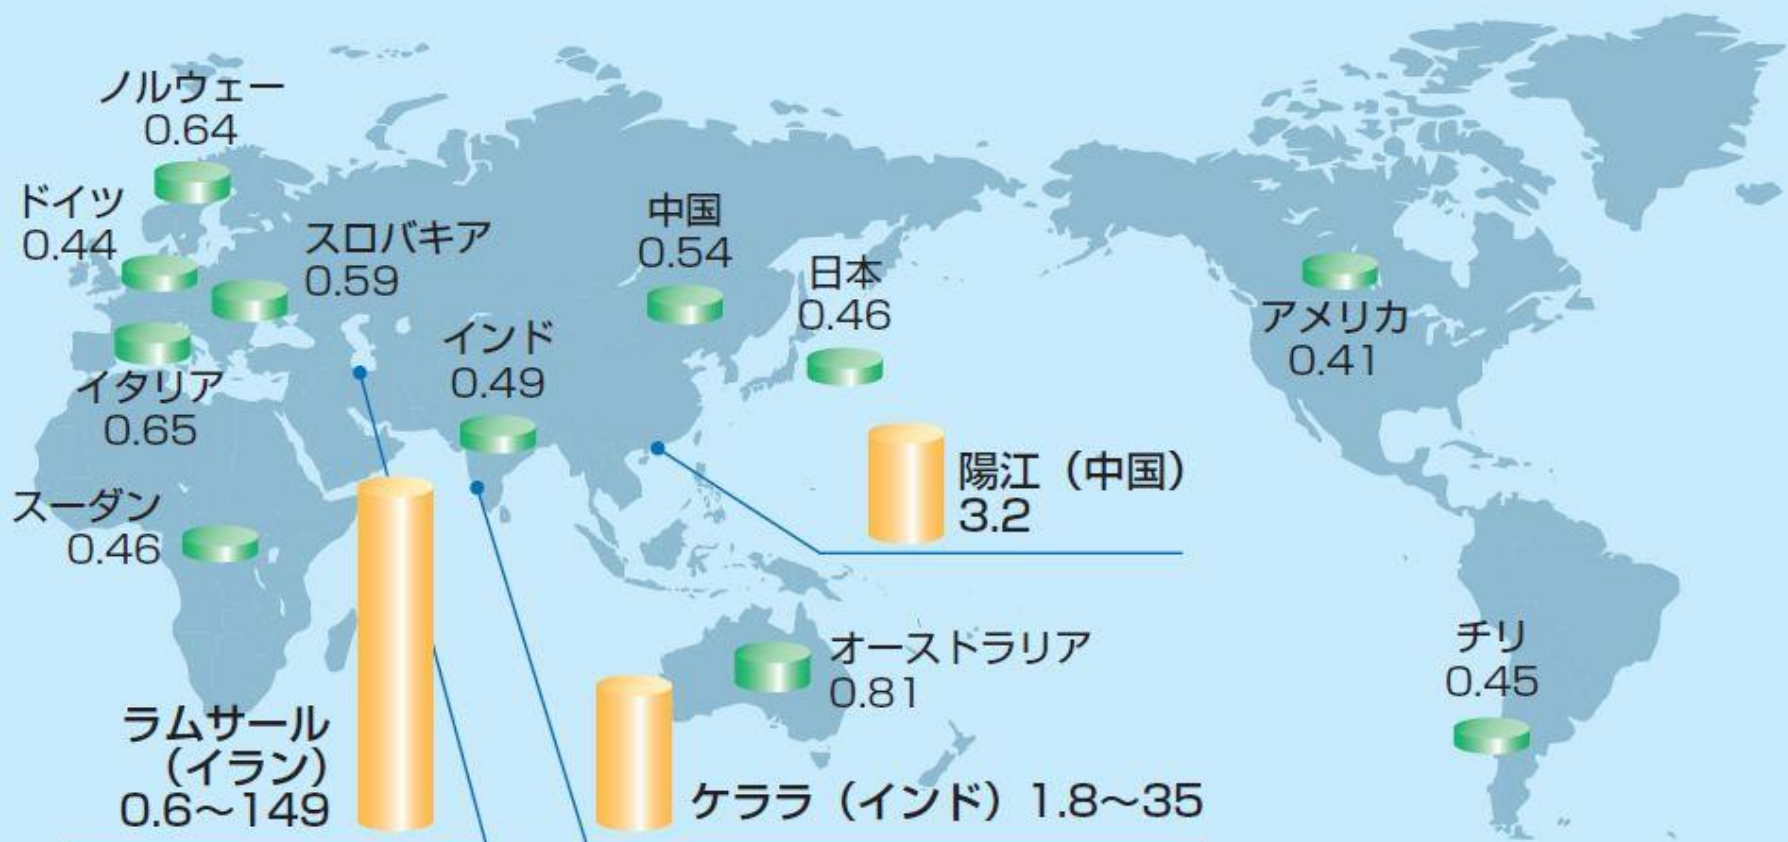 ノルウェー
0.64
ドイツ
0.44
スロバキア
0.59
中国
0.54
日本
0.46
インド
0.49
イタリア
0.65
アメリカ
0.41
スーダン
0.46
陽江（中国）
3.2
オーストラリア
0.81
チリ
0.45
ラムサール
（イラン）
0.6～149
ケララ（インド）1.8～35